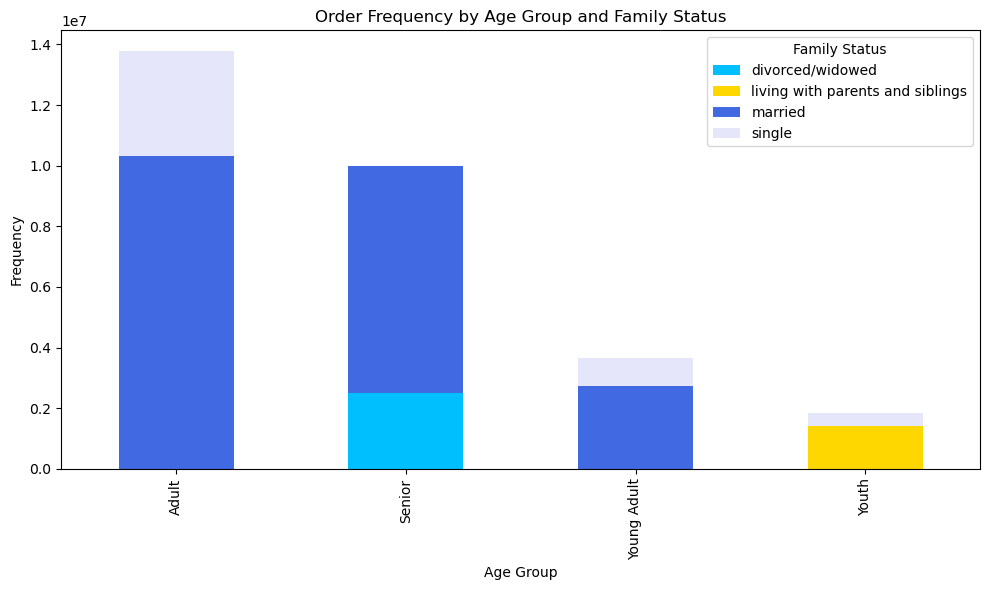 Order Frequency by Age Group and Family Status
1e7
1.4
1.2
1.0
0.8
0.6
0.4
0.2
0.0
Frequency
Family Status
divorced/widowed
living with parents and siblings
married
single
Adult
Senior
Young Adult
Youth
Age Group